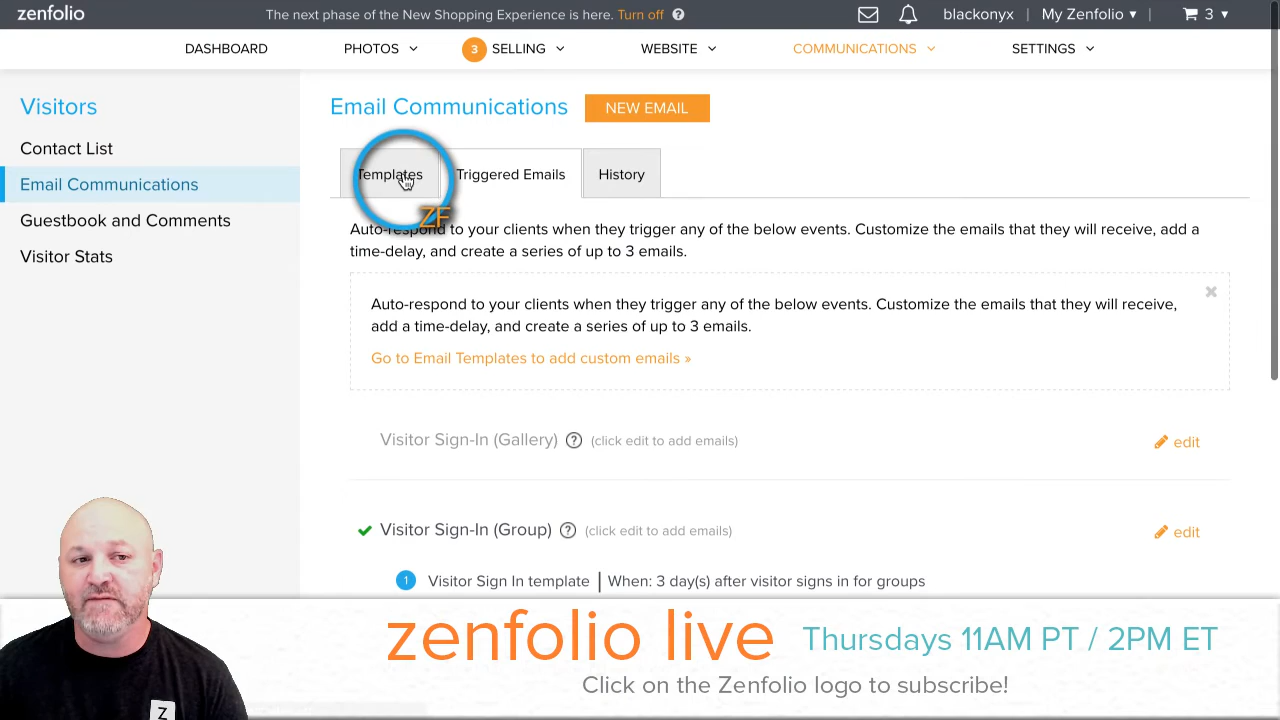 zenfolio
The next phase of the New Shopping Experience is here. Turn off ?
blackonyx | My Zenfolio | 3
DASHBOARD PHOTOS 3 SELLING WEBSITE COMMUNICATIONS SETTINGS
Visitors
Contact List
Email Communications
Guestbook and Comments
Visitor Stats
Email Communications NEW EMAIL
Templates Triggered Emails History
ZF
Auto-respond to your clients when they trigger any of the below events. Customize the emails that they will receive, add a
time-delay, and create a series of up to 3 emails.
Auto-respond to your clients when they trigger any of the below events. Customize the emails that they will receive,
add a time-delay, and create a series of up to 3 emails.
Go to Email Templates to add custom emails »
Visitor Sign-In (Gallery) ? (click edit to add emails) edit
Visitor Sign-In (Group) ? (click edit to add emails) edit
1 Visitor Sign In template | When: 3 day(s) after visitor signs in for groups
zenfolio live Thursdays 11AM PT / 2PM ET
Click on the Zenfolio logo to subscribe!
Z